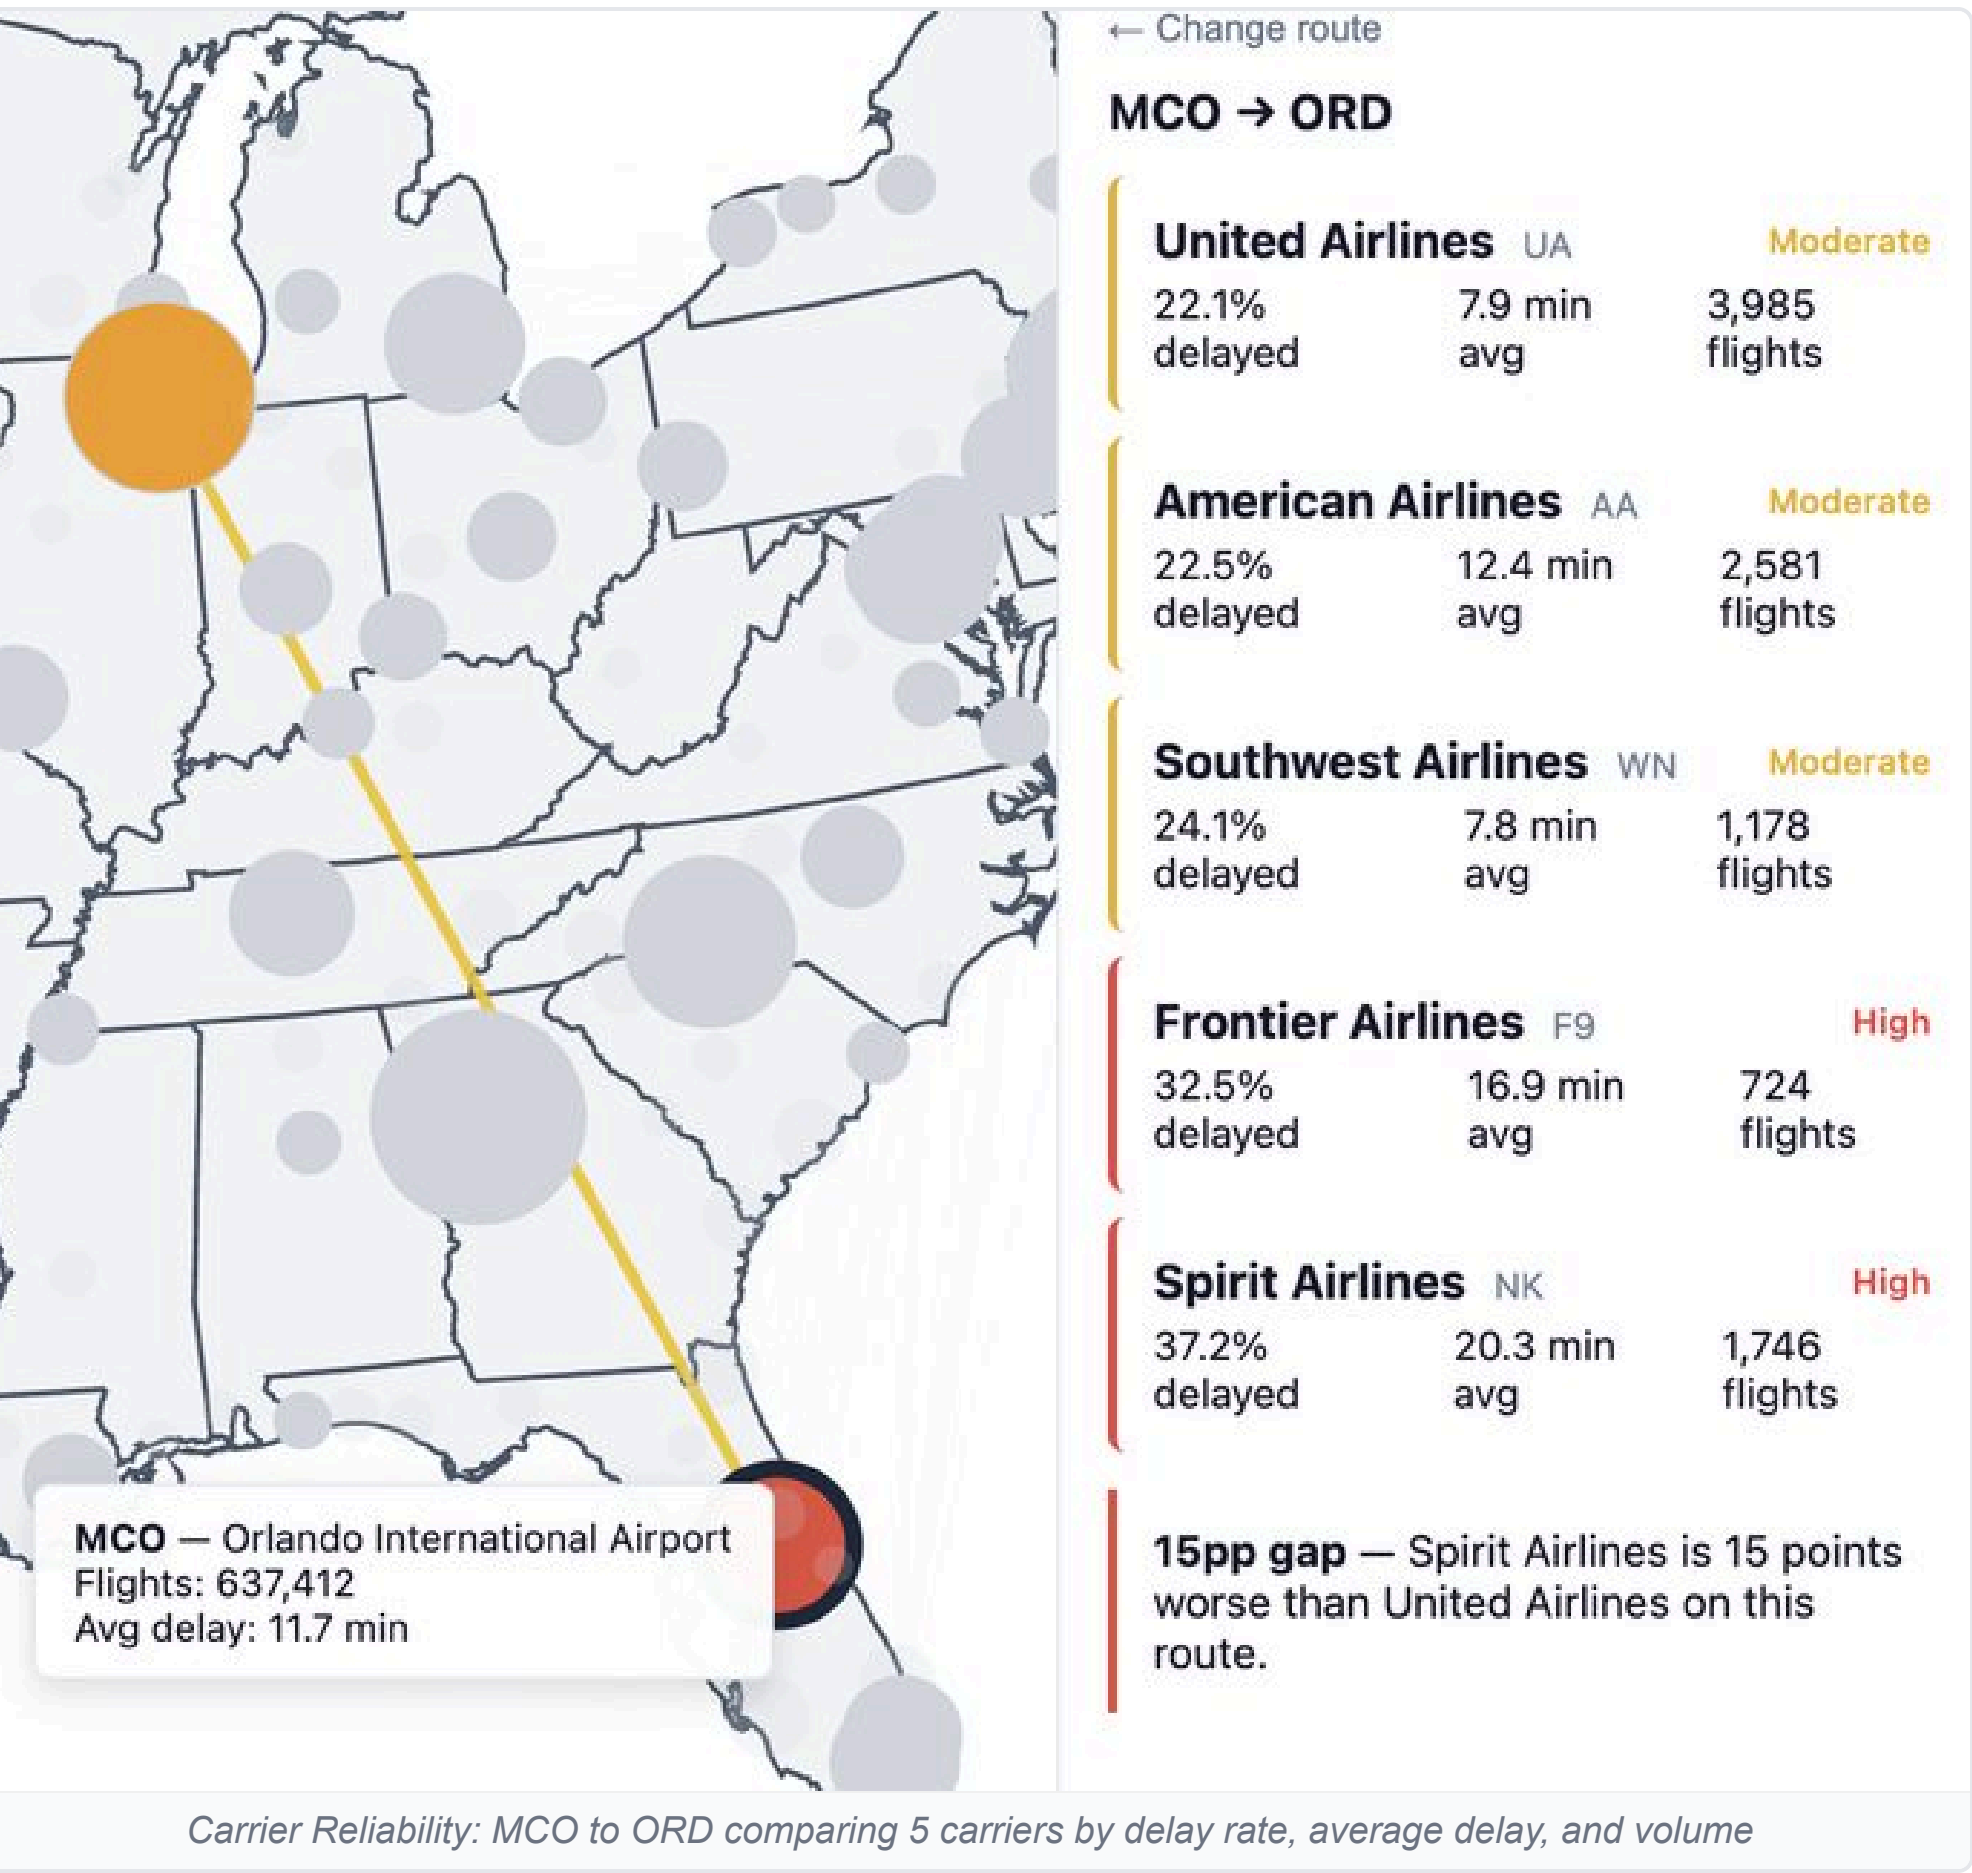 ← Change route
MCO → ORD
United Airlines UA Moderate
22.1% 7.9 min 3,985
delayed avg flights
American Airlines AA Moderate
22.5% 12.4 min 2,581
delayed avg flights
Southwest Airlines WN Moderate
24.1% 7.8 min 1,178
delayed avg flights
Frontier Airlines F9 High
32.5% 16.9 min 724
delayed avg flights
Spirit Airlines NK High
37.2% 20.3 min 1,746
delayed avg flights
15pp gap — Spirit Airlines is 15 points
worse than United Airlines on this
route.
MCO — Orlando International Airport
Flights: 637,412
Avg delay: 11.7 min
Carrier Reliability: MCO to ORD comparing 5 carriers by delay rate, average delay, and volume